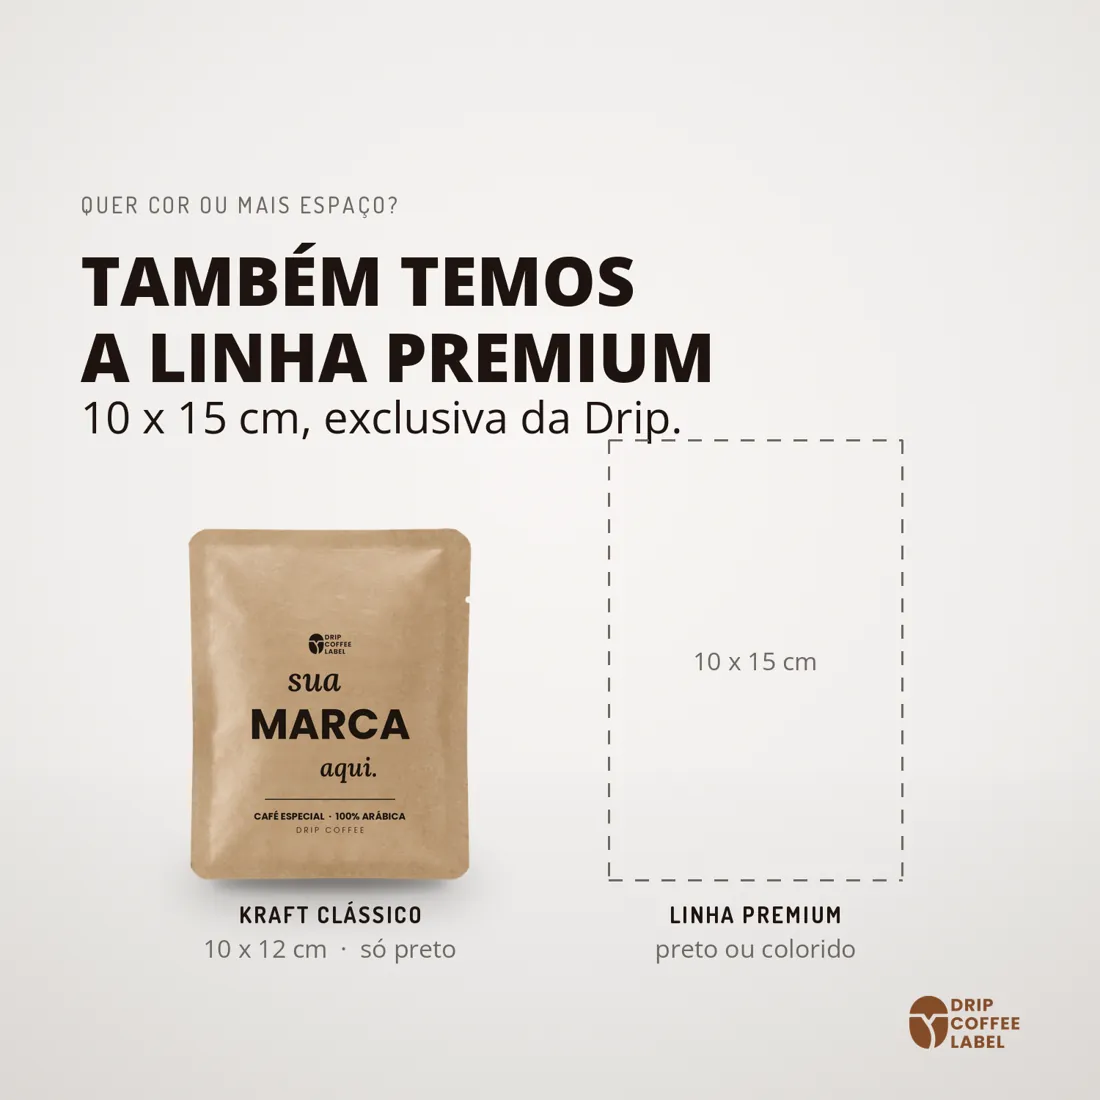 QUER COR OU MAIS ESPAÇO?
TAMBÉM TEMOS
A LINHA PREMIUM
10 x 15 cm, exclusiva da Drip.
DRIP
COFFEE
LABEL
sua
MARCA
aqui.
CAFÉ ESPECIAL · 100% ARÁBICA
DRIP COFFEE
10 x 15 cm
KRAFT CLÁSSICO
10 x 12 cm · só preto
LINHA PREMIUM
preto ou colorido
DRIP
COFFEE
LABEL